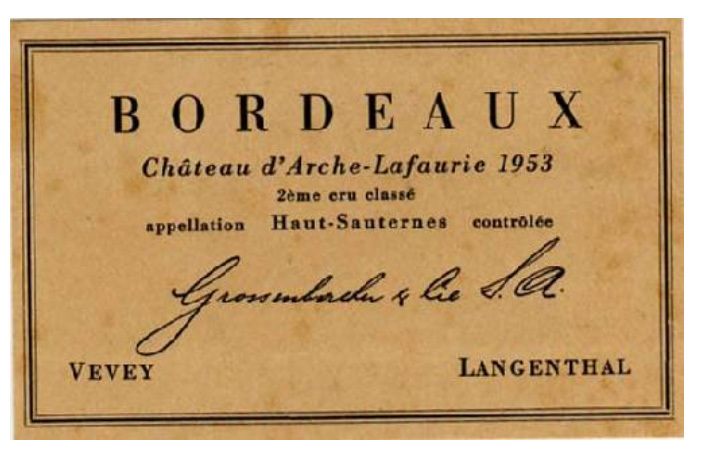 BORDEAUX
Château d'Arche-Lafaurie 1953
2ème cru classé
appellation Haut-Sauternes contrôlée
Grossenbacher & Cie S.A.
VEVEY LANGENTHAL